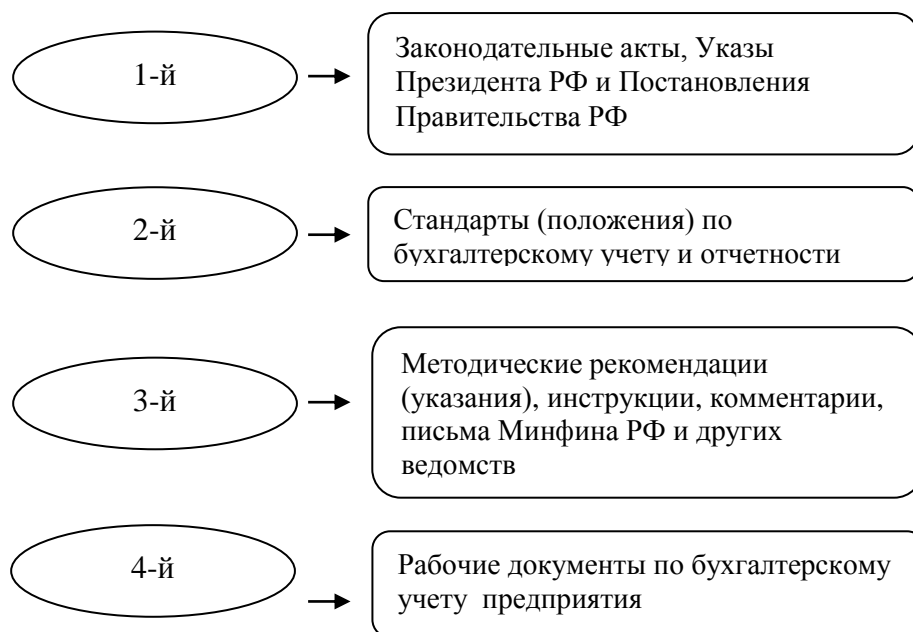 1-й
Законодательные акты, Указы
Президента РФ и Постановления
Правительства РФ
2-й
Стандарты (положения) по
бухгалтерскому учету и отчетности
3-й
Методические рекомендации
(указания), инструкции, комментарии,
письма Минфина РФ и других
ведомств
4-й
Рабочие документы по бухгалтерскому
учету предприятия